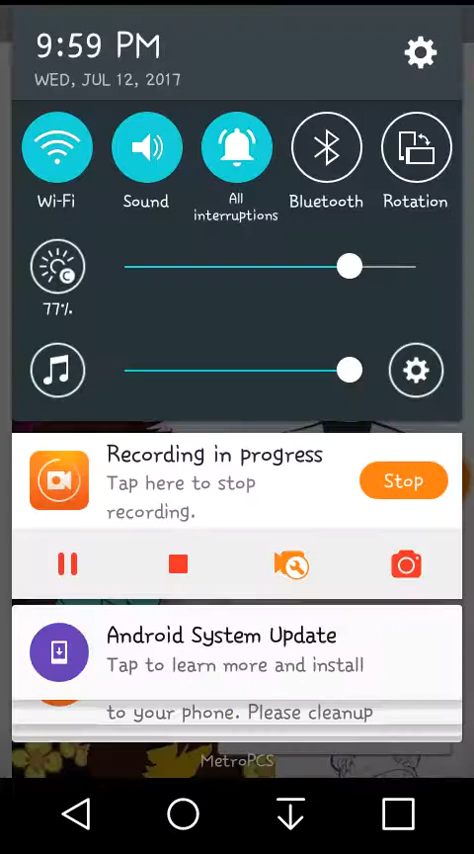 9:59 PM
WED, JUL 12, 2017
Wi-Fi
Sound
All
interruptions
Bluetooth
Rotation
77%
Recording in progress
Tap here to stop
recording.
Stop
Android System Update
Tap to learn more and install
to your phone. Please cleanup
MetroPCS